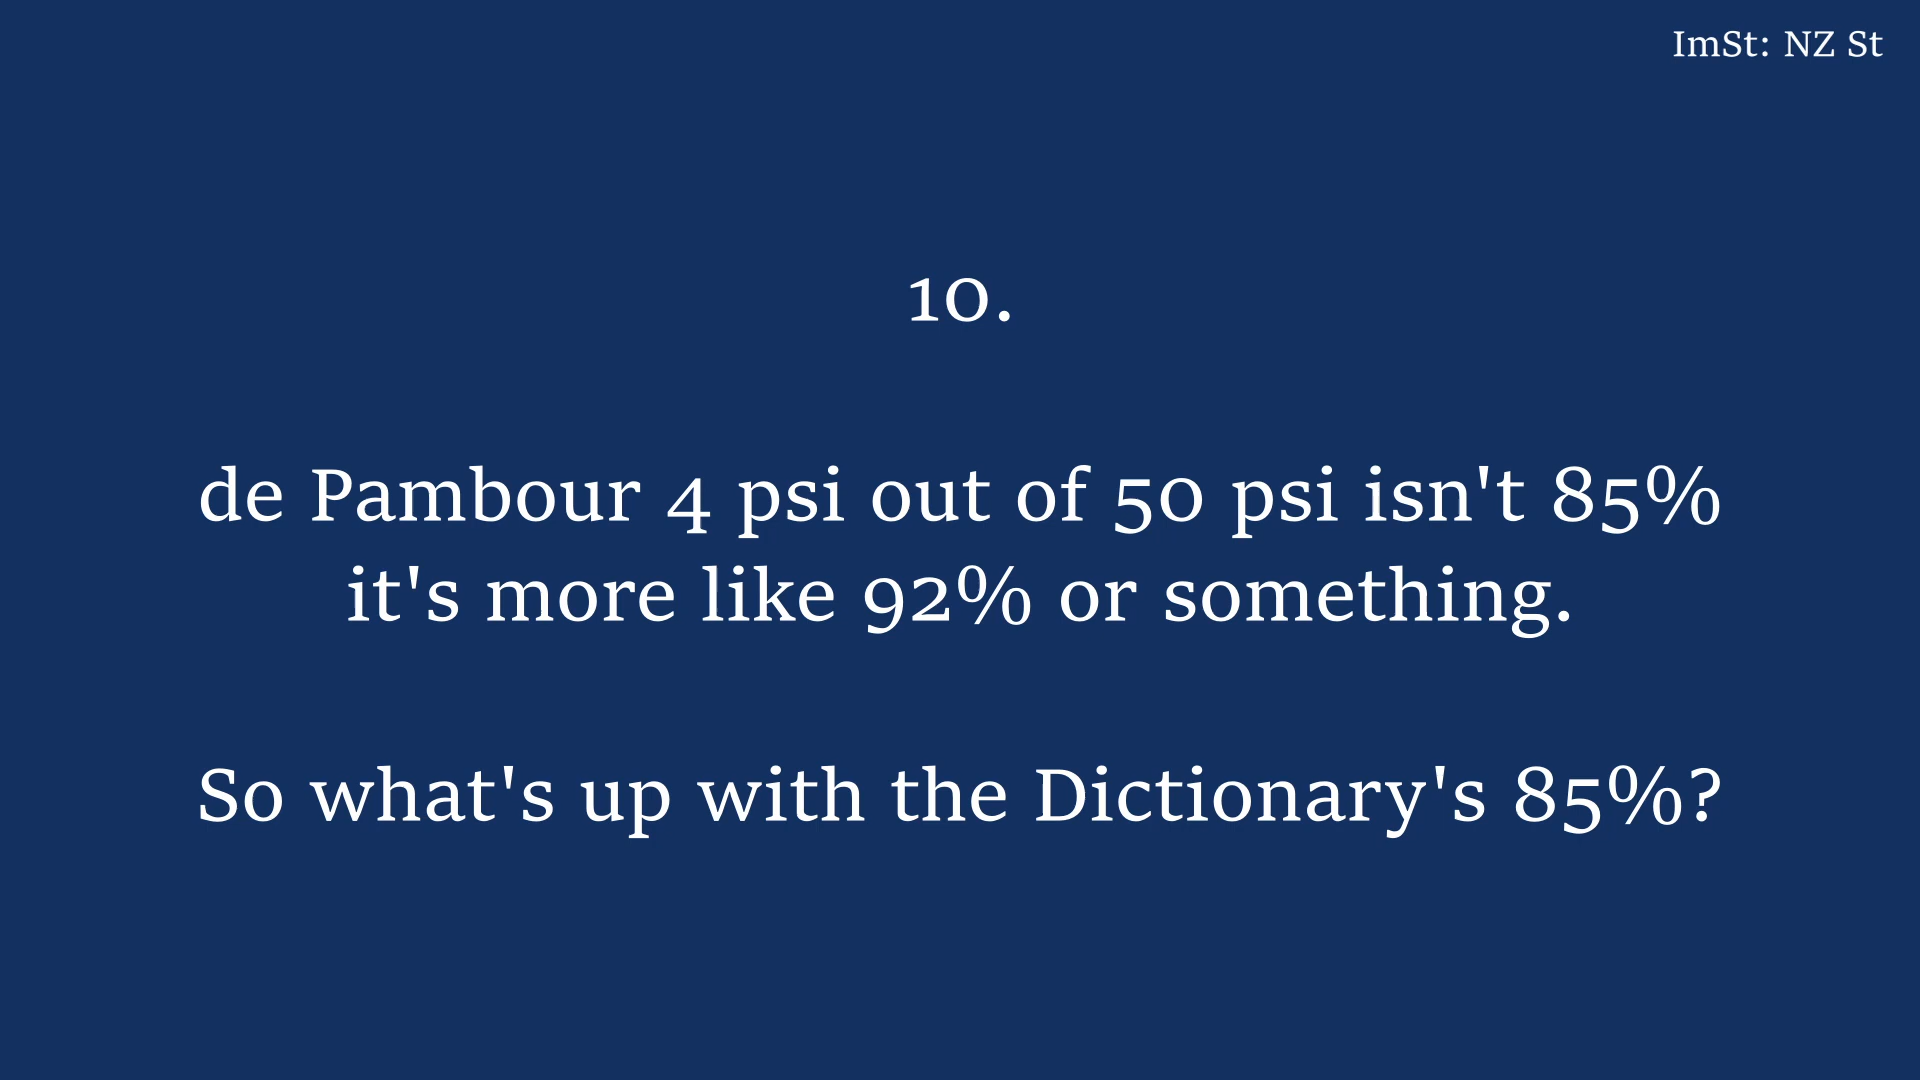 ImSt: NZ St
10.
de Pambour 4 psi out of 50 psi isn't 85%
it's more like 92% or something.
So what's up with the Dictionary's 85%?